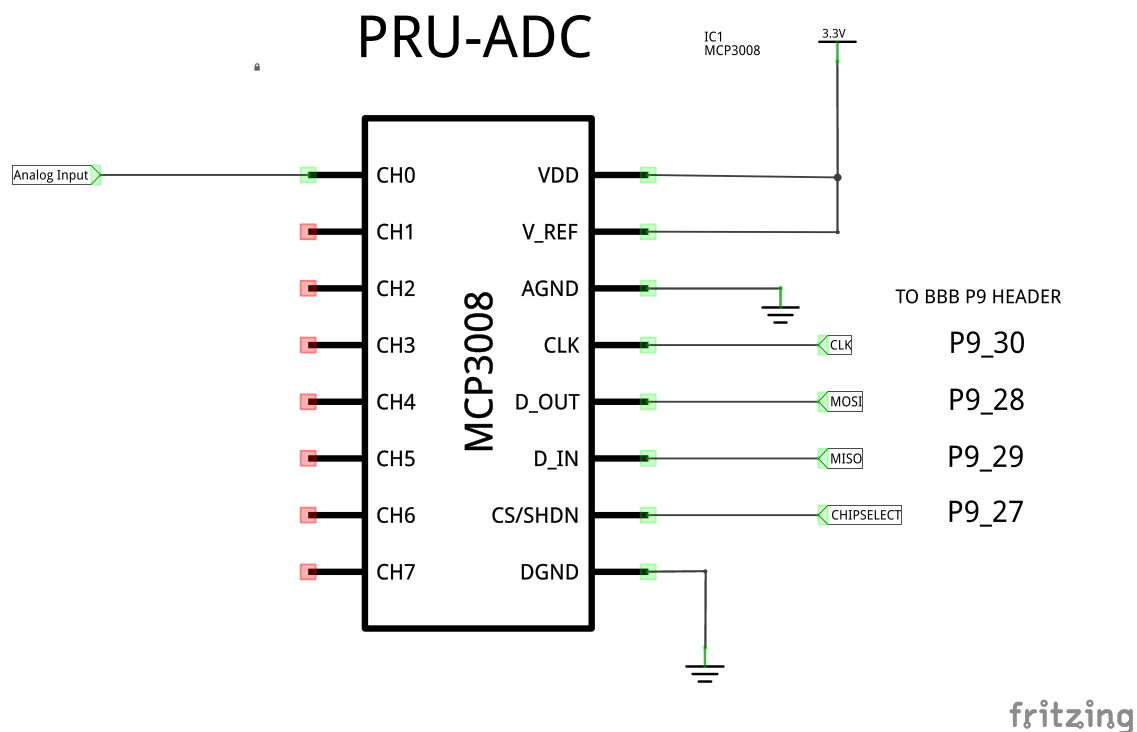 PRU-ADC
IC1
MCP3008
3.3V
Analog Input
CH0
CH1
CH2
CH3
CH4
CH5
CH6
CH7
MCP3008
VDD
V_REF
AGND
CLK
D_OUT
D_IN
CS/SHDN
DGND
TO BBB P9 HEADER
CLK
P9_30
MOSI
P9_28
MISO
P9_29
CHIPSELECT
P9_27
fritzing